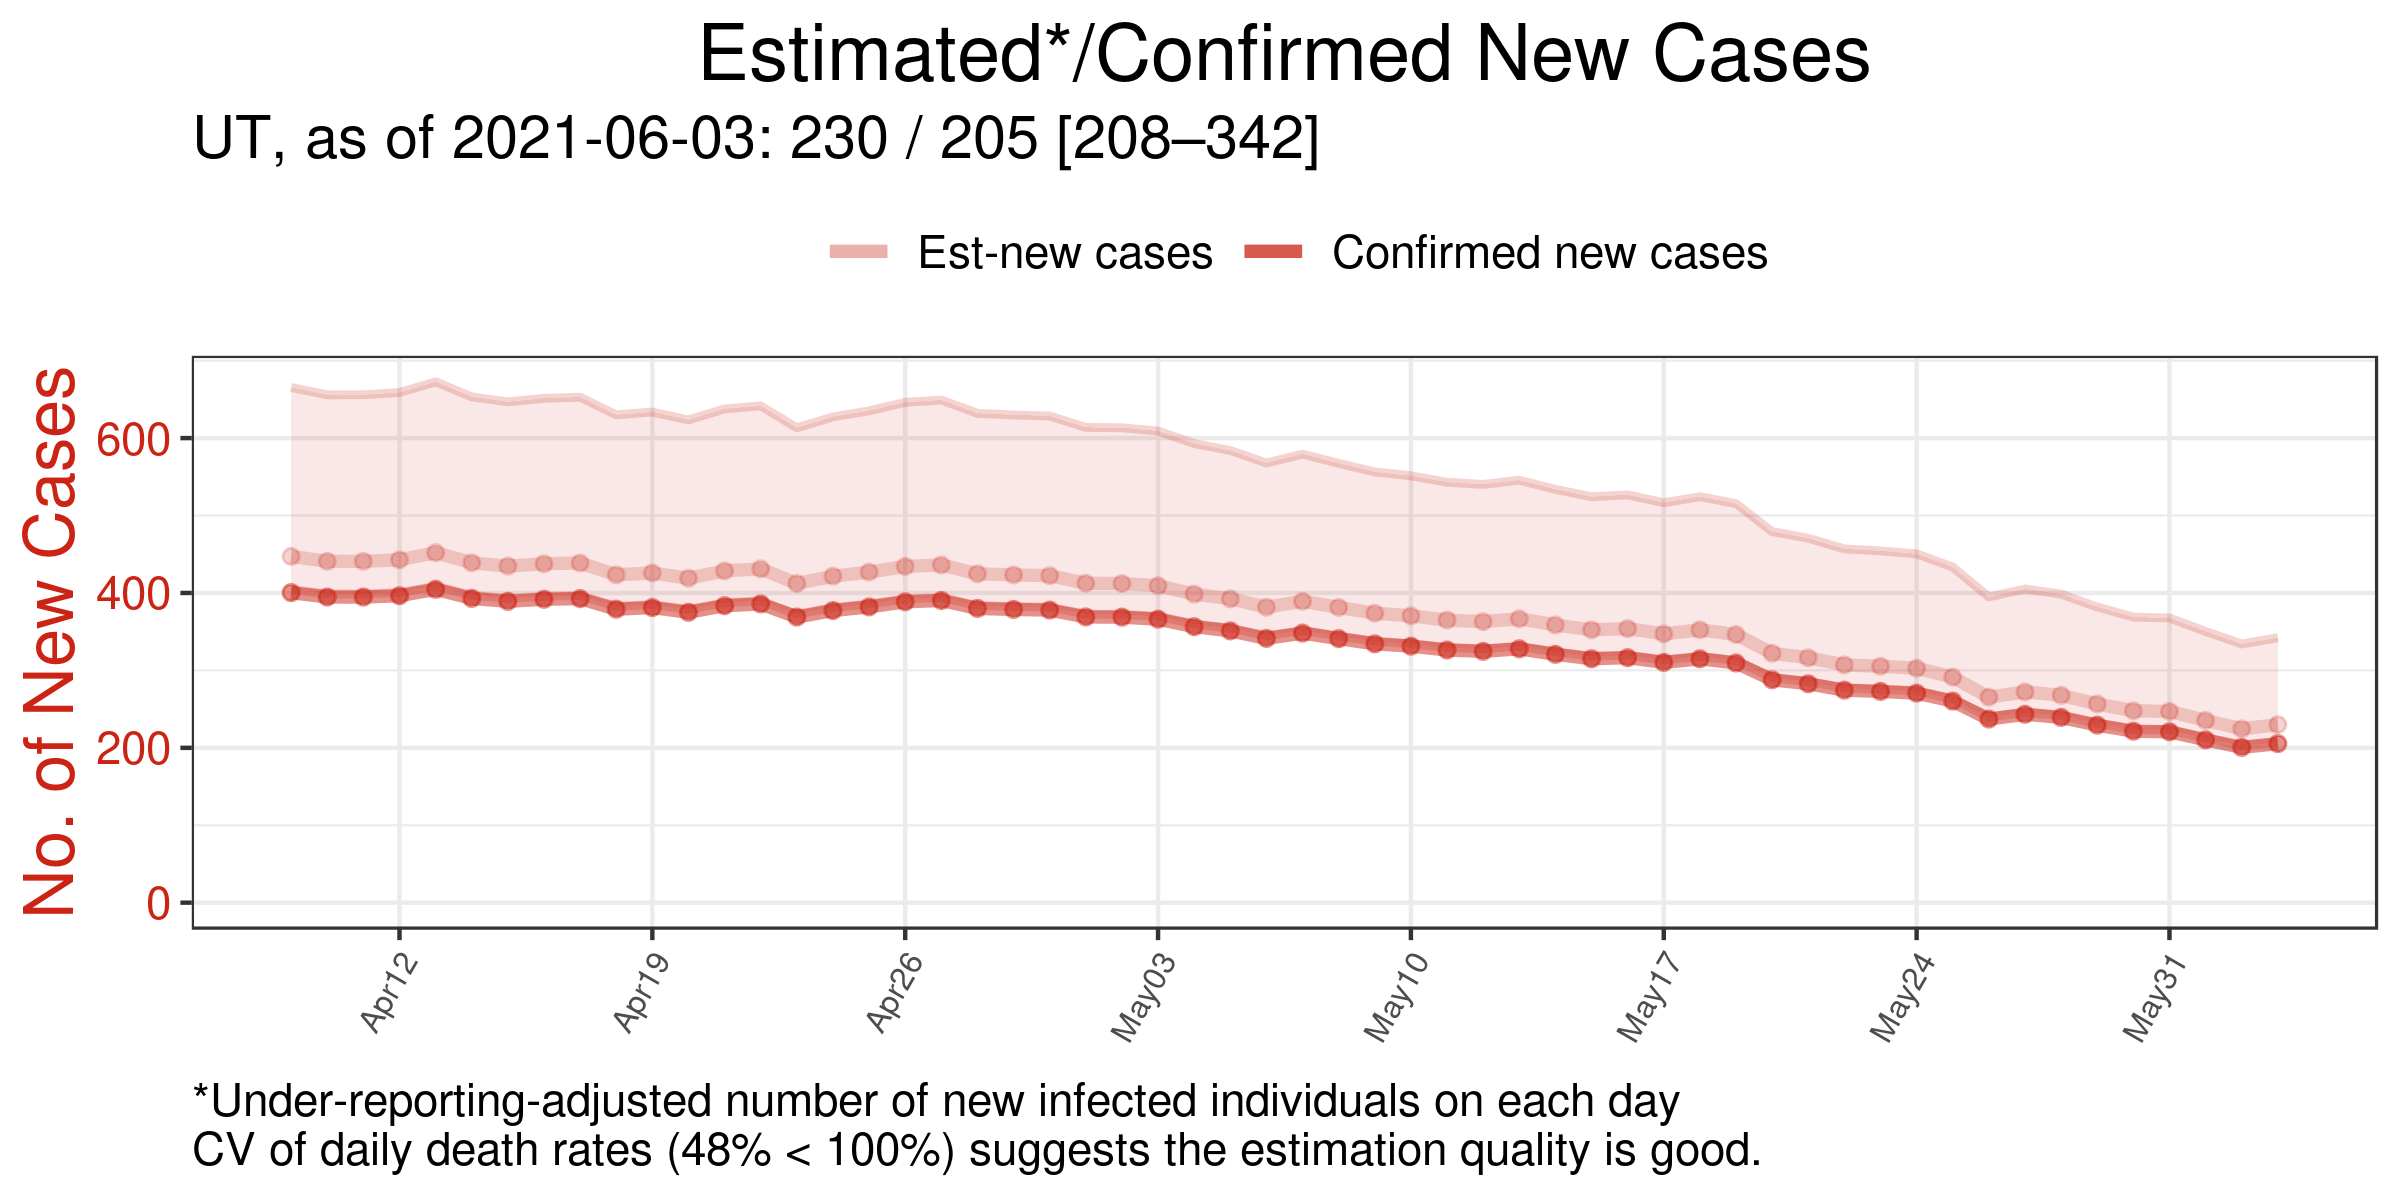 Estimated*/Confirmed New Cases
UT, as of 2021-06-03: 230 / 205 [208–342]
Est-new cases Confirmed new cases
No. of New Cases
600
400
200
0
Apr12 Apr19 Apr26 May03 May10 May17 May24 May31
*Under-reporting-adjusted number of new infected individuals on each day
CV of daily death rates (48% < 100%) suggests the estimation quality is good.